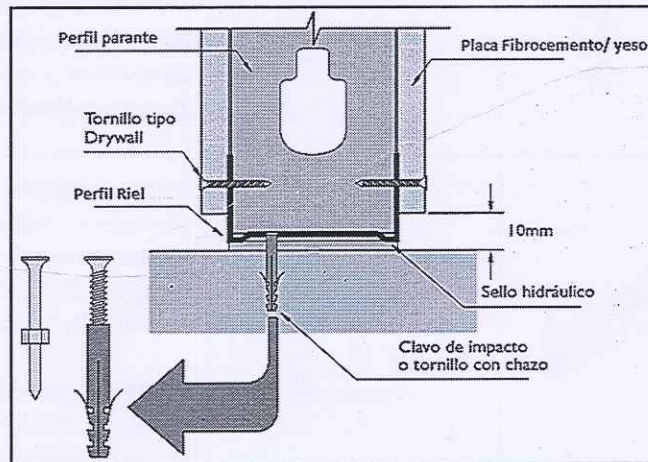 Perfil parante
Placa Fibrocemento/ yeso
Tornillo tipo
Drywall
Perfil Riel
10mm
Sello hidráulico
Clavo de impacto
o tornillo con chazo